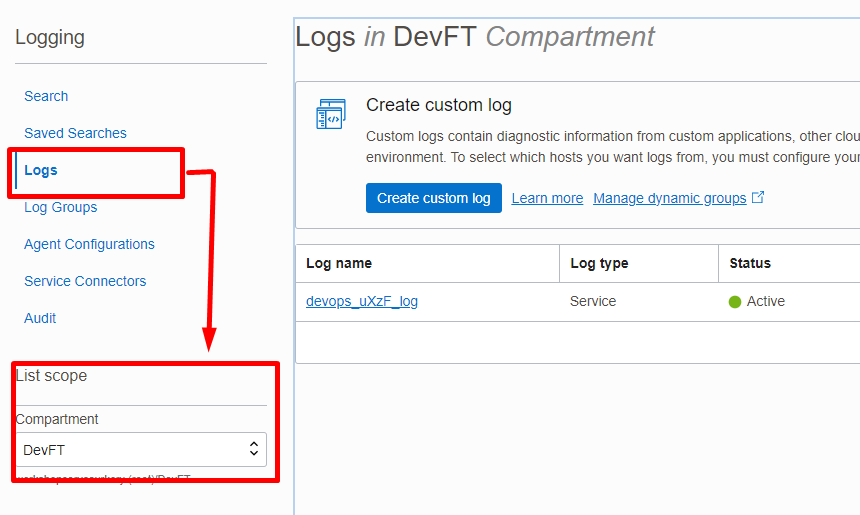 Logging
Search
Saved Searches
Logs
Log Groups
Agent Configurations
Service Connectors
Audit
List scope
Compartment
DevFT
(root)/DevFT
Logs in DevFT Compartment
Create custom log
Custom logs contain diagnostic information from custom applications, other clou
environment. To select which hosts you want logs from, you must configure your
Create custom log Learn more Manage dynamic groups
Log name Log type Status
devops_uXzF_log Service Active